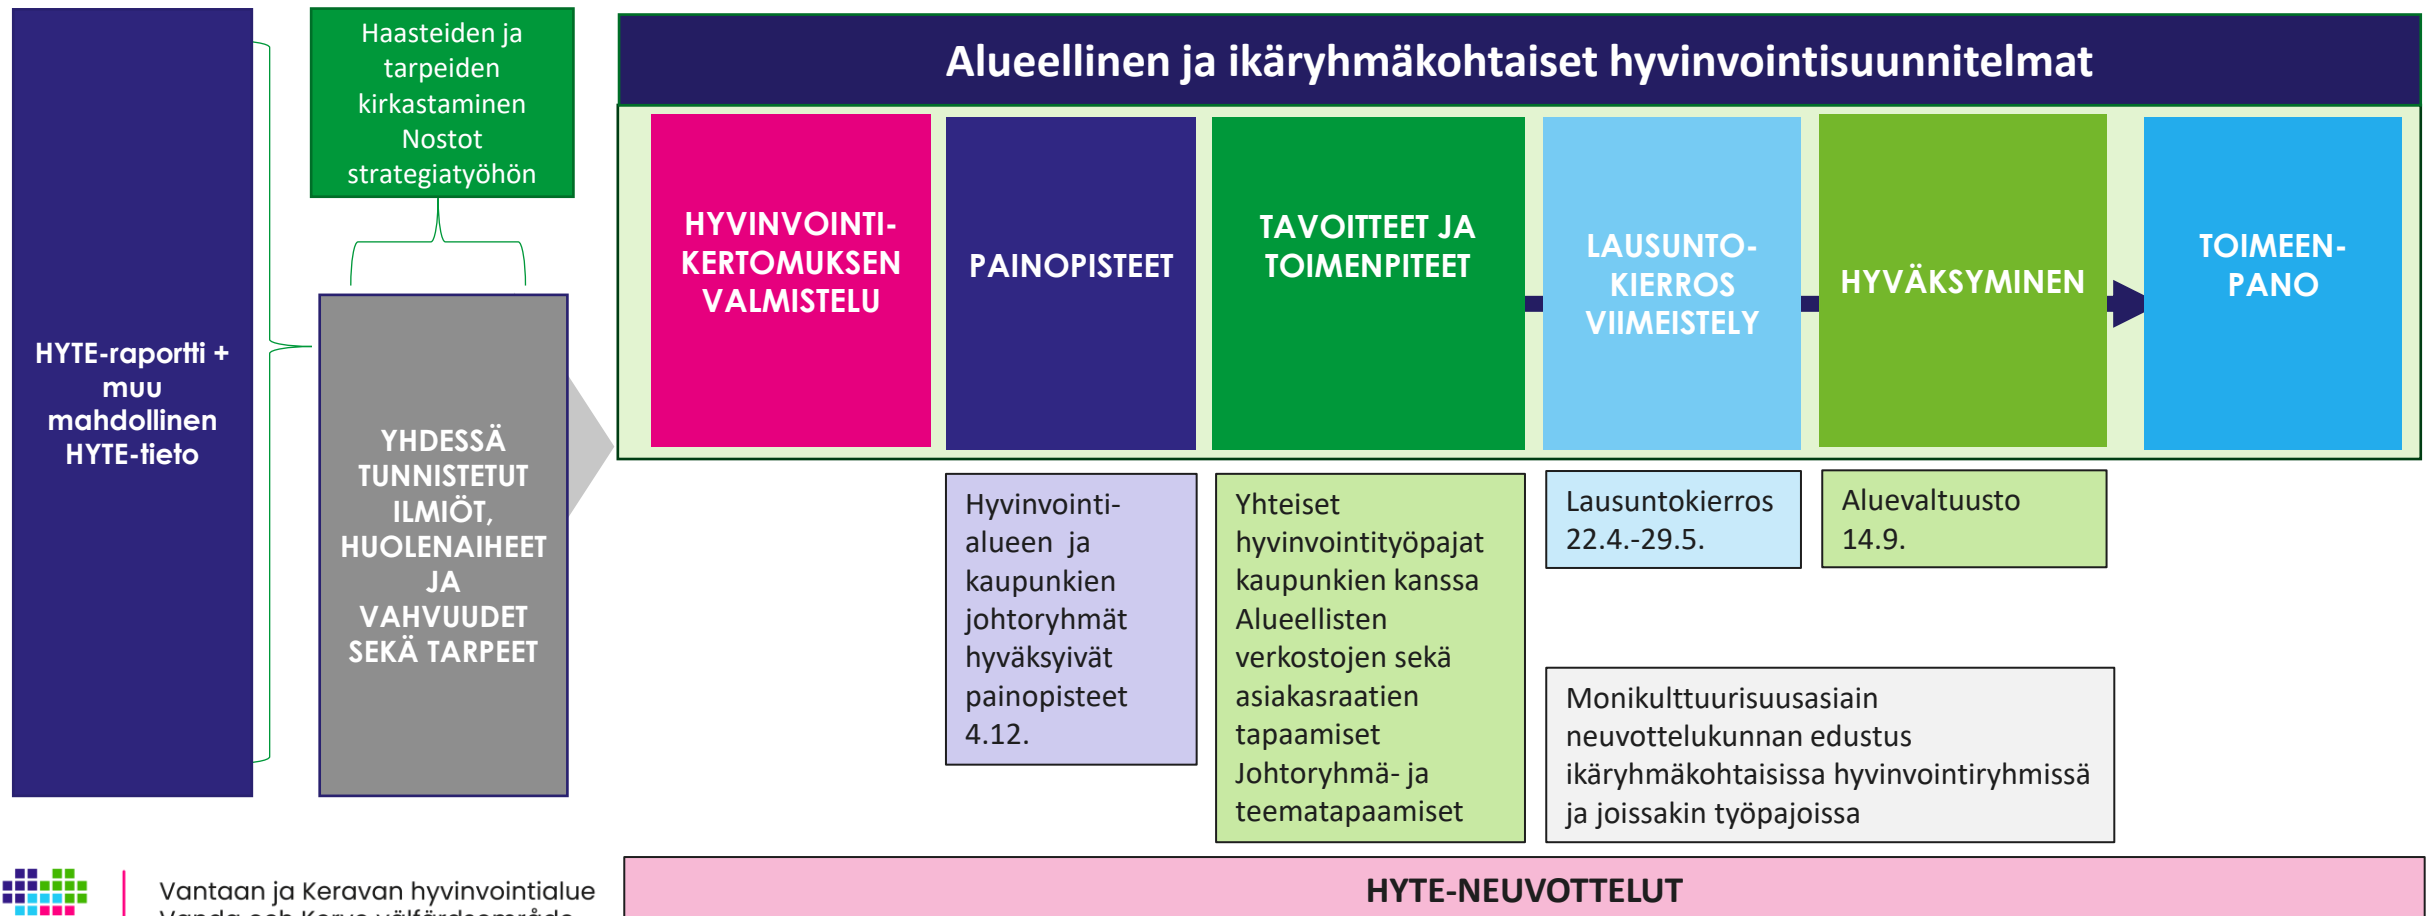 HYTE-raportti +
muu
mahdollinen
HYTE-tieto
Haasteiden ja
tarpeiden
kirkastaminen
Nostot
strategiatyöhön
YHDESSÄ
TUNNISTETUT
ILMIÖT,
HUOLENAIHEET
JA
VAHVUUDET
SEKÄ TARPEET
Alueellinen ja ikäryhmäkohtaiset hyvinvointisuunnitelmat
HYVINVOINTI-
KERTOMUKSEN
VALMISTELU
PAINOPISTEET
TAVOITTEET JA
TOIMENPITEET
LAUSUNTO-
KIERROS
VIIMEISTELY
HYVÄKSYMINEN
TOIMEEN-
PANO
Hyvinvointi-
alueen ja
kaupunkien
johtoryhmät
hyväksyivät
painopisteet
4.12.
Yhteiset
hyvinvointityöpajat
kaupunkien kanssa
Alueellisten
verkostojen sekä
asiakasraatien
tapaamiset
Johtoryhmä- ja
teematapaamiset
Lausuntokierros
22.4.-29.5.
Aluevaltuusto
14.9.
Monikulttuurisuusasiain
neuvottelukunnan edustus
ikäryhmäkohtaisissa hyvinvointiryhmissä
ja joissakin työpajoissa
HYTE-NEUVOTTELUT
Vantaan ja Keravan hyvinvointialue
Vanda och Kervo välfärdsområde